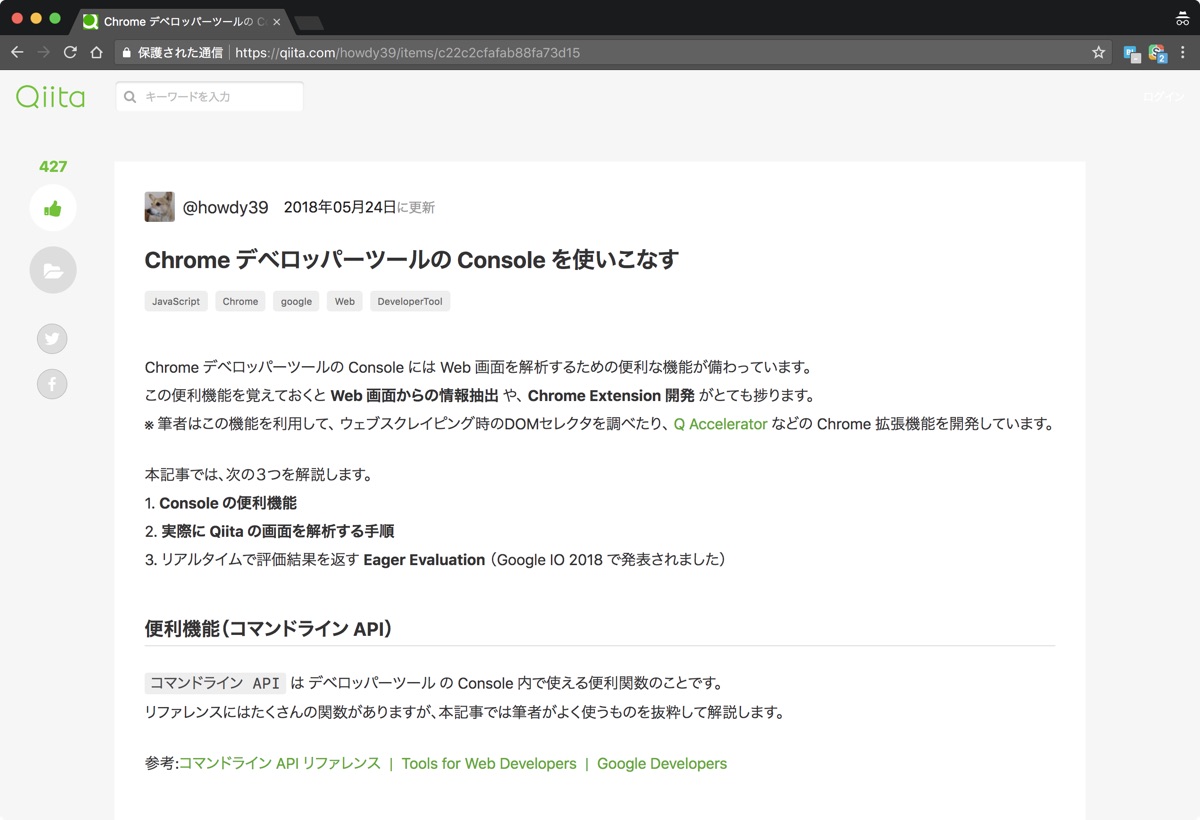 Chrome デベロッパーツールの C
保護された通信 https://qiita.com/howdy39/items/c22c2cfafab88fa73d15
2
Qiita
キーワードを入力
ログイン
427
@howdy39 2018年05月24日に更新
Chrome デベロッパーツールの Console を使いこなす
JavaScript Chrome google Web DeveloperTool
Chrome デベロッパーツールの Console には Web 画面を解析するための便利な機能が備わっています。
この便利機能を覚えておくと Web 画面からの情報抽出 や、Chrome Extension 開発 がとても捗ります。
※ 筆者はこの機能を利用して、ウェブスクレイピング時のDOMセレクタを調べたり、Q Accelerator などの Chrome 拡張機能を開発しています。
本記事では、次の３つを解説します。
1. Console の便利機能
2. 実際に Qiita の画面を解析する手順
3. リアルタイムで評価結果を返す Eager Evaluation （Google IO 2018 で発表されました）
便利機能（コマンドライン API）
コマンドライン API は デベロッパーツール の Console 内で使える便利関数のことです。
リファレンスにはたくさんの関数がありますが、本記事では筆者がよく使うものを抜粋して解説します。
参考:コマンドライン API リファレンス | Tools for Web Developers | Google Developers